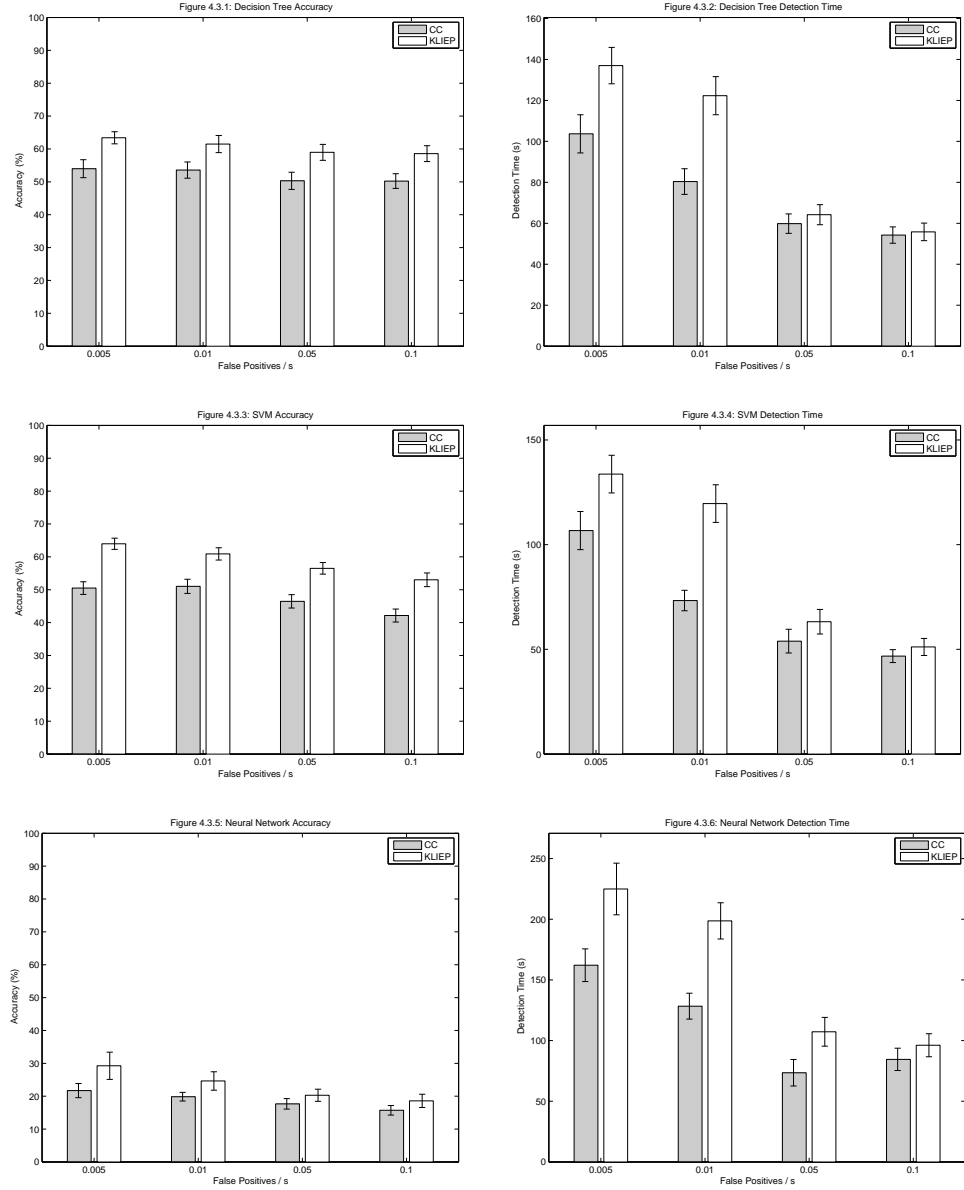 Figure 4.3.1: Decision Tree Accuracy
100
90
80
70
60
50
40
30
20
10
0
Accuracy (%)
0.005
0.01
0.05
0.1
False Positives / s
CC
KLIEP
Figure 4.3.2: Decision Tree Detection Time
160
140
120
100
80
60
40
20
0
Detection Time (s)
0.005
0.01
0.05
0.1
False Positives / s
CC
KLIEP
Figure 4.3.3: SVM Accuracy
100
90
80
70
60
50
40
30
20
10
0
Accuracy (%)
0.005
0.01
0.05
0.1
False Positives / s
CC
KLIEP
Figure 4.3.4: SVM Detection Time
150
100
50
0
Detection Time (s)
0.005
0.01
0.05
0.1
False Positives / s
CC
KLIEP
Figure 4.3.5: Neural Network Accuracy
100
90
80
70
60
50
40
30
20
10
0
Accuracy (%)
0.005
0.01
0.05
0.1
False Positives / s
CC
KLIEP
Figure 4.3.6: Neural Network Detection Time
250
200
150
100
50
0
Detection Time (s)
0.005
0.01
0.05
0.1
False Positives / s
CC
KLIEP